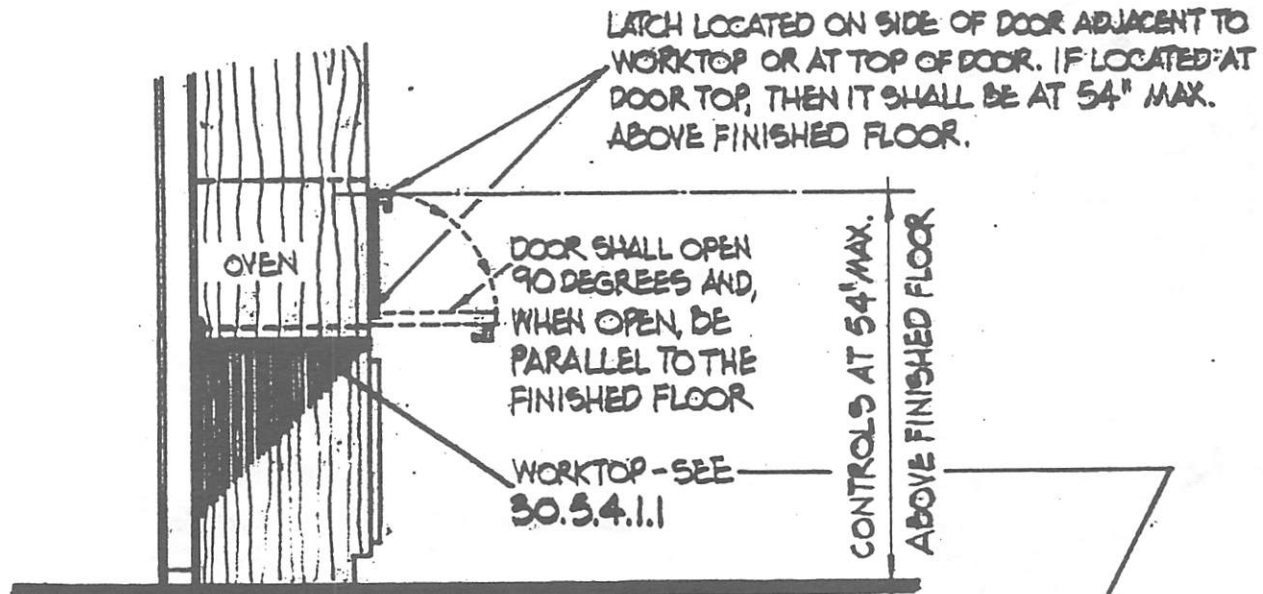 LATCH LOCATED ON SIDE OF DOOR ADJACENT TO
WORKTOP OR AT TOP OF DOOR. IF LOCATED AT
DOOR TOP, THEN IT SHALL BE AT 54" MAX.
ABOVE FINISHED FLOOR.
OVEN
DOOR SHALL OPEN
90 DEGREES AND,
WHEN OPEN, BE
PARALLEL TO THE
FINISHED FLOOR
WORKTOP - SEE
30.5.4.1.1
CONTROLS AT 54" MAX.
ABOVE FINISHED FLOOR